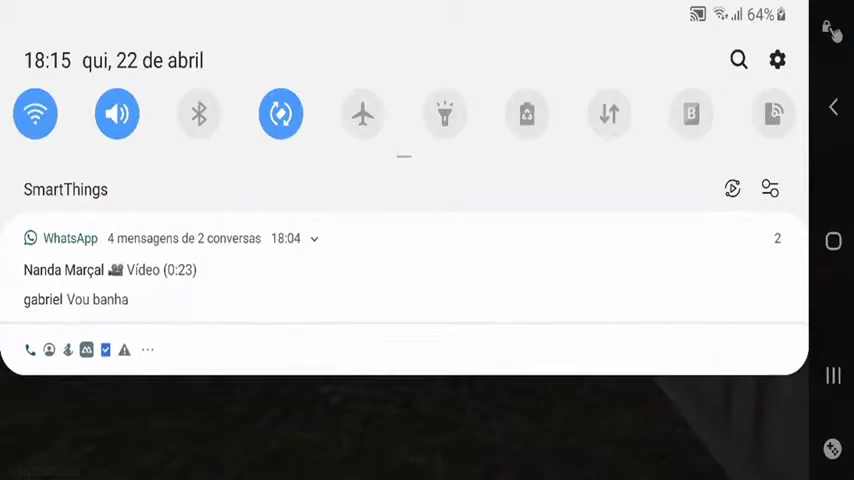 64%
18:15 qui, 22 de abril
B
SmartThings
WhatsApp 4 mensagens de 2 conversas 18:04 2
Nanda Marçal 🎥 Vídeo (0:23)
gabriel Vou banha
...